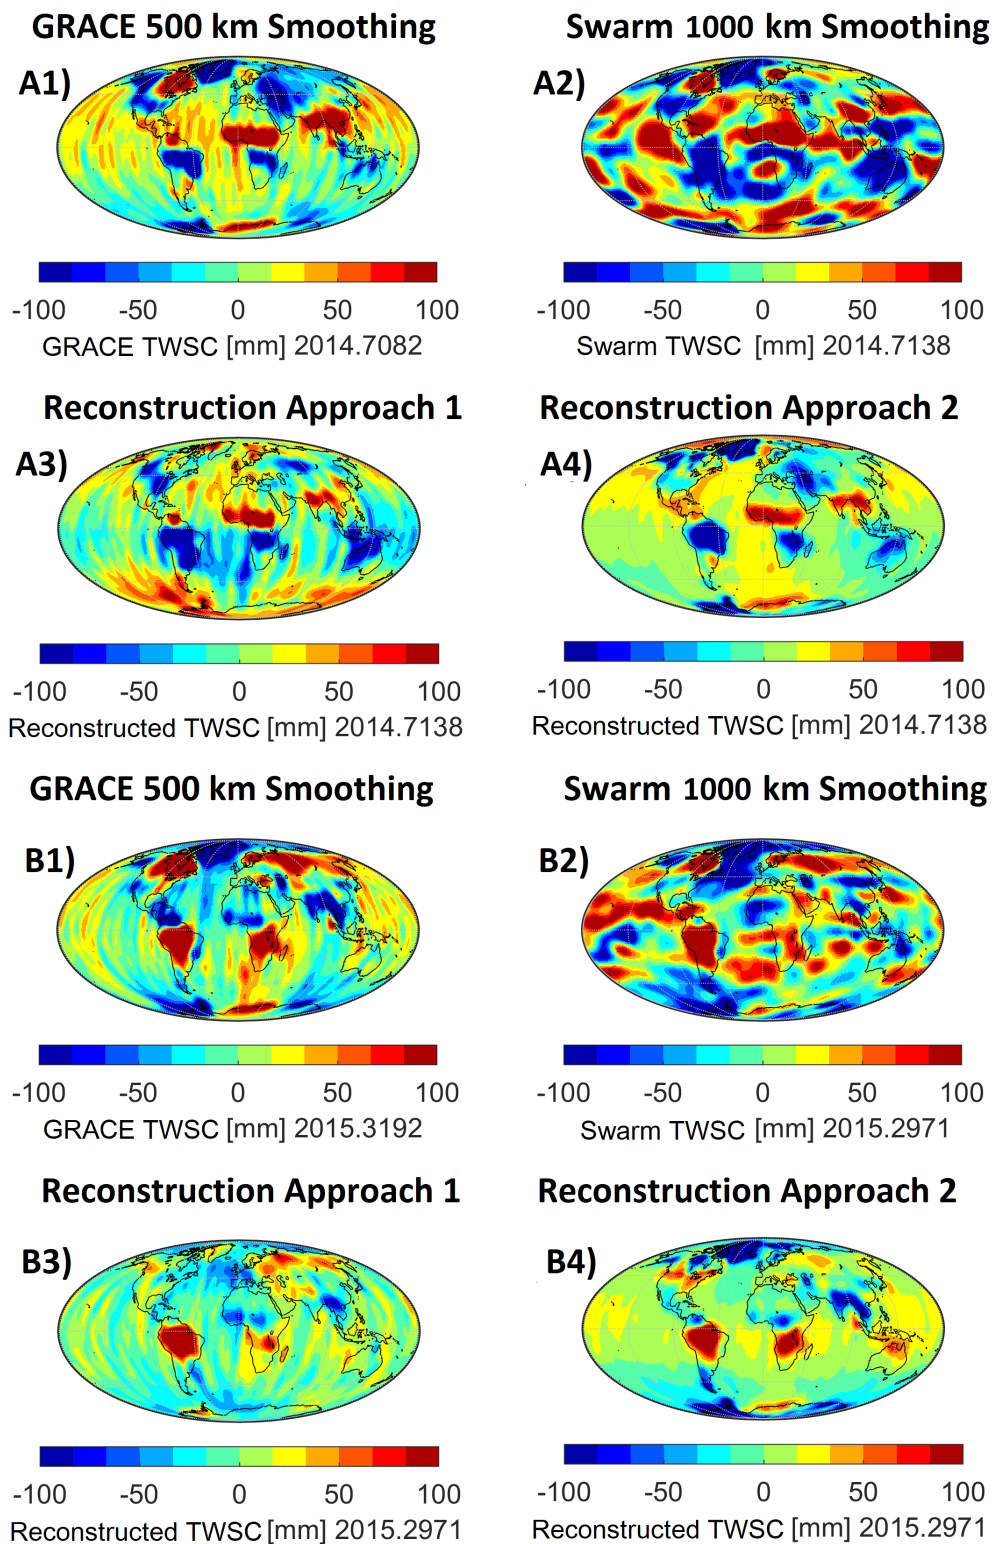 GRACE 500 km Smoothing
Swarm 1000 km Smoothing
A1)
A2)
-100 -50 0 50 100
-100 -50 0 50 100
GRACE TWSC [mm] 2014.7082
Swarm TWSC [mm] 2014.7138
Reconstruction Approach 1
Reconstruction Approach 2
A3)
A4)
-100 -50 0 50 100
-100 -50 0 50 100
Reconstructed TWSC [mm] 2014.7138
Reconstructed TWSC [mm] 2014.7138
GRACE 500 km Smoothing
Swarm 1000 km Smoothing
B1)
B2)
-100 -50 0 50 100
-100 -50 0 50 100
GRACE TWSC [mm] 2015.3192
Swarm TWSC [mm] 2015.2971
Reconstruction Approach 1
Reconstruction Approach 2
B3)
B4)
-100 -50 0 50 100
-100 -50 0 50 100
Reconstructed TWSC [mm] 2015.2971
Reconstructed TWSC [mm] 2015.2971